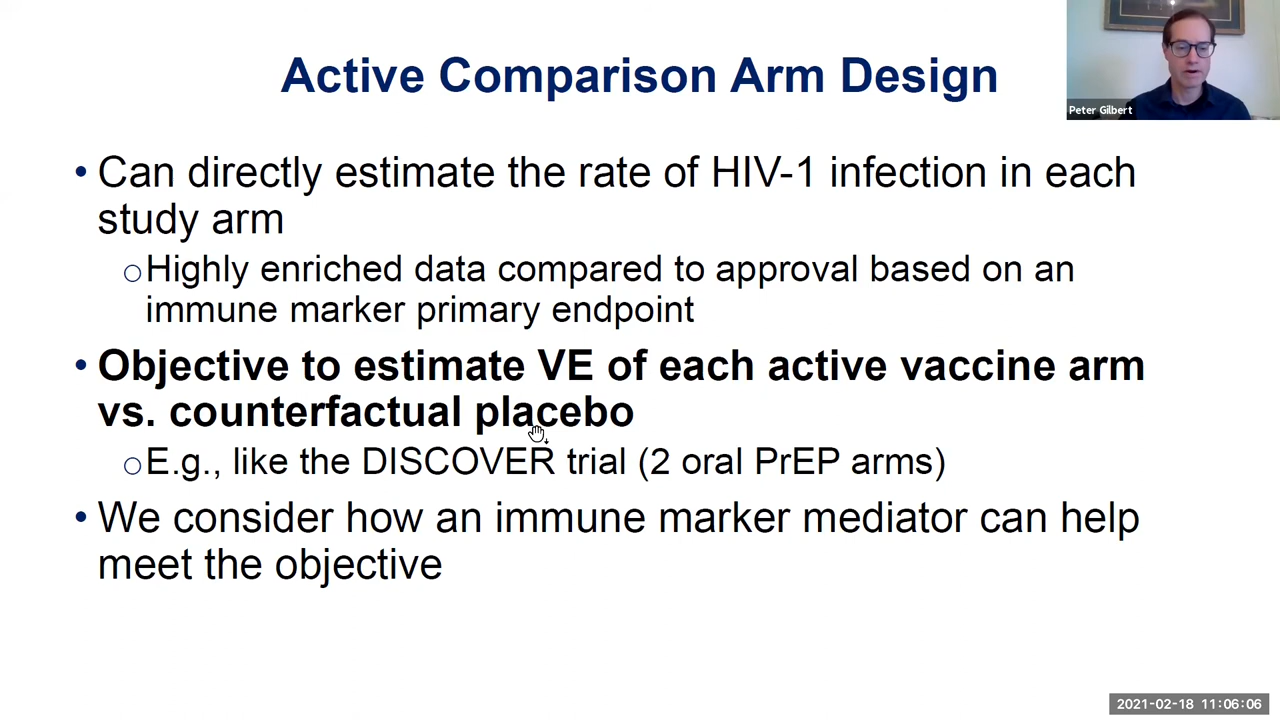 Active Comparison Arm Design
Peter Gilbert
• Can directly estimate the rate of HIV-1 infection in each
study arm
○Highly enriched data compared to approval based on an
immune marker primary endpoint
• Objective to estimate VE of each active vaccine arm
vs. counterfactual placebo
○E.g., like the DISCOVER trial (2 oral PrEP arms)
• We consider how an immune marker mediator can help
meet the objective
2021-02-18 11:06:06